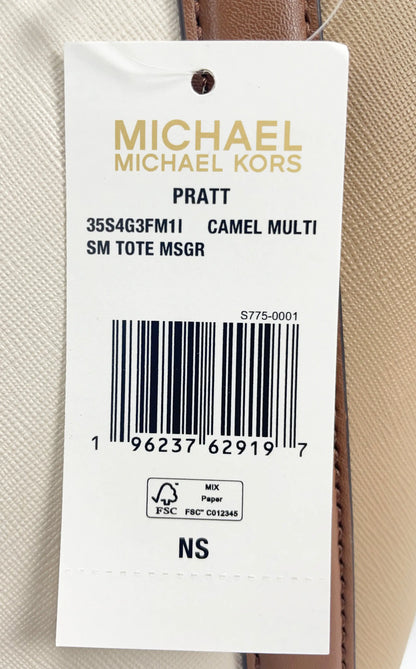 MICHAEL
MICHAEL KORS
PRATT
35S4G3FM1I CAMEL MULTI
SM TOTE MSGR
S775-0001
1 96237 62919 7
FSC
MIX
Paper
FSC™ C012345
NS